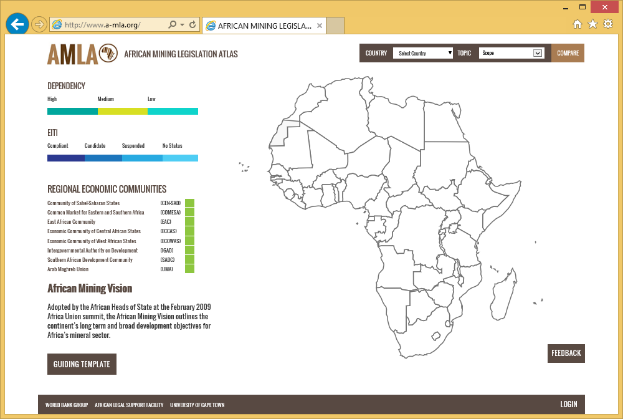 http://www.a-mla.org/
AFRICAN MINING LEGISLA...
AMLA
AFRICAN MINING LEGISLATION ATLAS
COUNTRY
Select Country
TOPIC
Scope
COMPARE
DEPENDENCY
High Medium Low
EITI
Compliant Candidate Suspended No Status
REGIONAL ECONOMIC COMMUNITIES
Community of Sahel-Saharan States (CEN-SAD)
Common Market for Eastern and Southern Africa (COMESA)
East African Community (EAC)
Economic Community of Central African States (ECCAS)
Economic Community of West African States (ECOWAS)
Intergovernmental Authority on Development (IGAD)
Southern African Development Community (SADC)
Arab Maghreb Union (UMA)
African Mining Vision
Adopted by the African Heads of State at the February 2009
Africa Union summit, the African Mining Vision outlines the
continent's long term and broad development objectives for
Africa's mineral sector.
GUIDING TEMPLATE
FEEDBACK
WORLD BANK GROUP AFRICAN LEGAL SUPPORT FACILITY UNIVERSITY OF CAPE TOWN
LOGIN